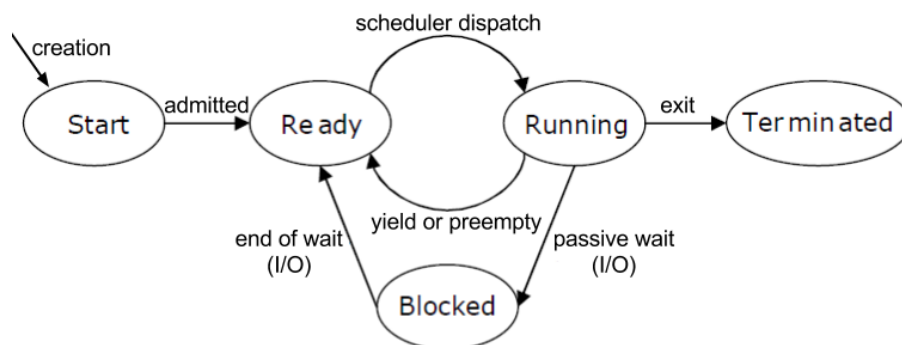 scheduler dispatch
creation
admitted
exit
Start
Ready
Running
Terminated
yield or preempty
end of wait
(I/O)
passive wait
(I/O)
Blocked